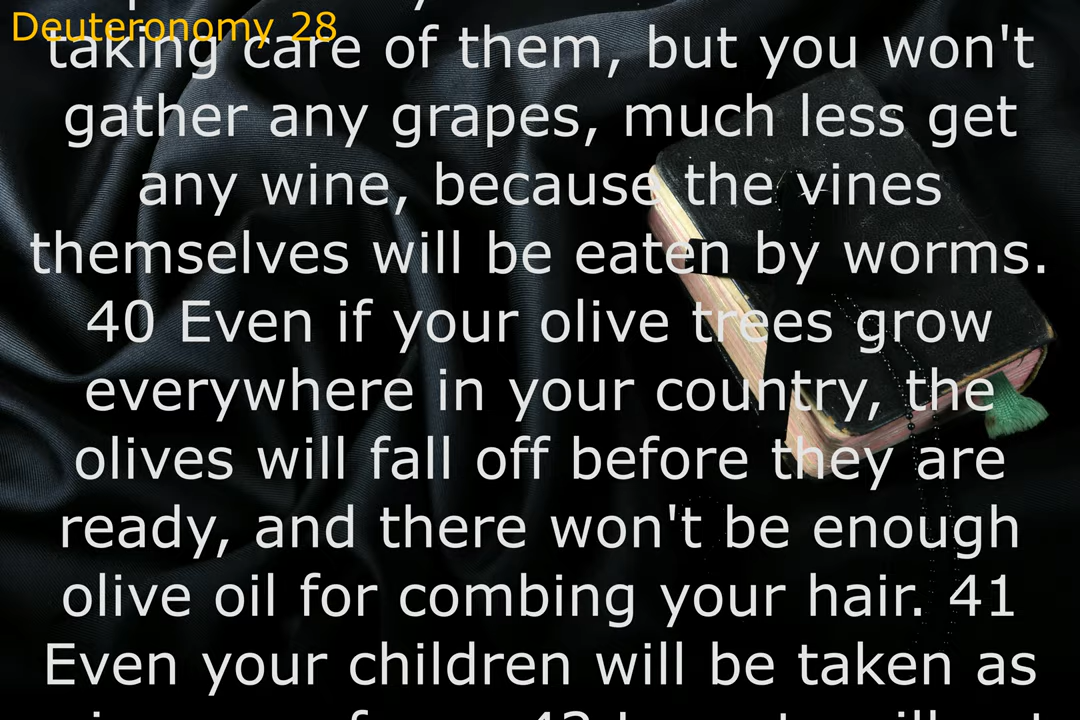 Deuteronomy 28
taking care of them, but you won't
gather any grapes, much less get
any wine, because the vines
themselves will be eaten by worms.
40 Even if your olive trees grow
everywhere in your country, the
olives will fall off before they are
ready, and there won't be enough
olive oil for combing your hair. 41
Even your children will be taken as